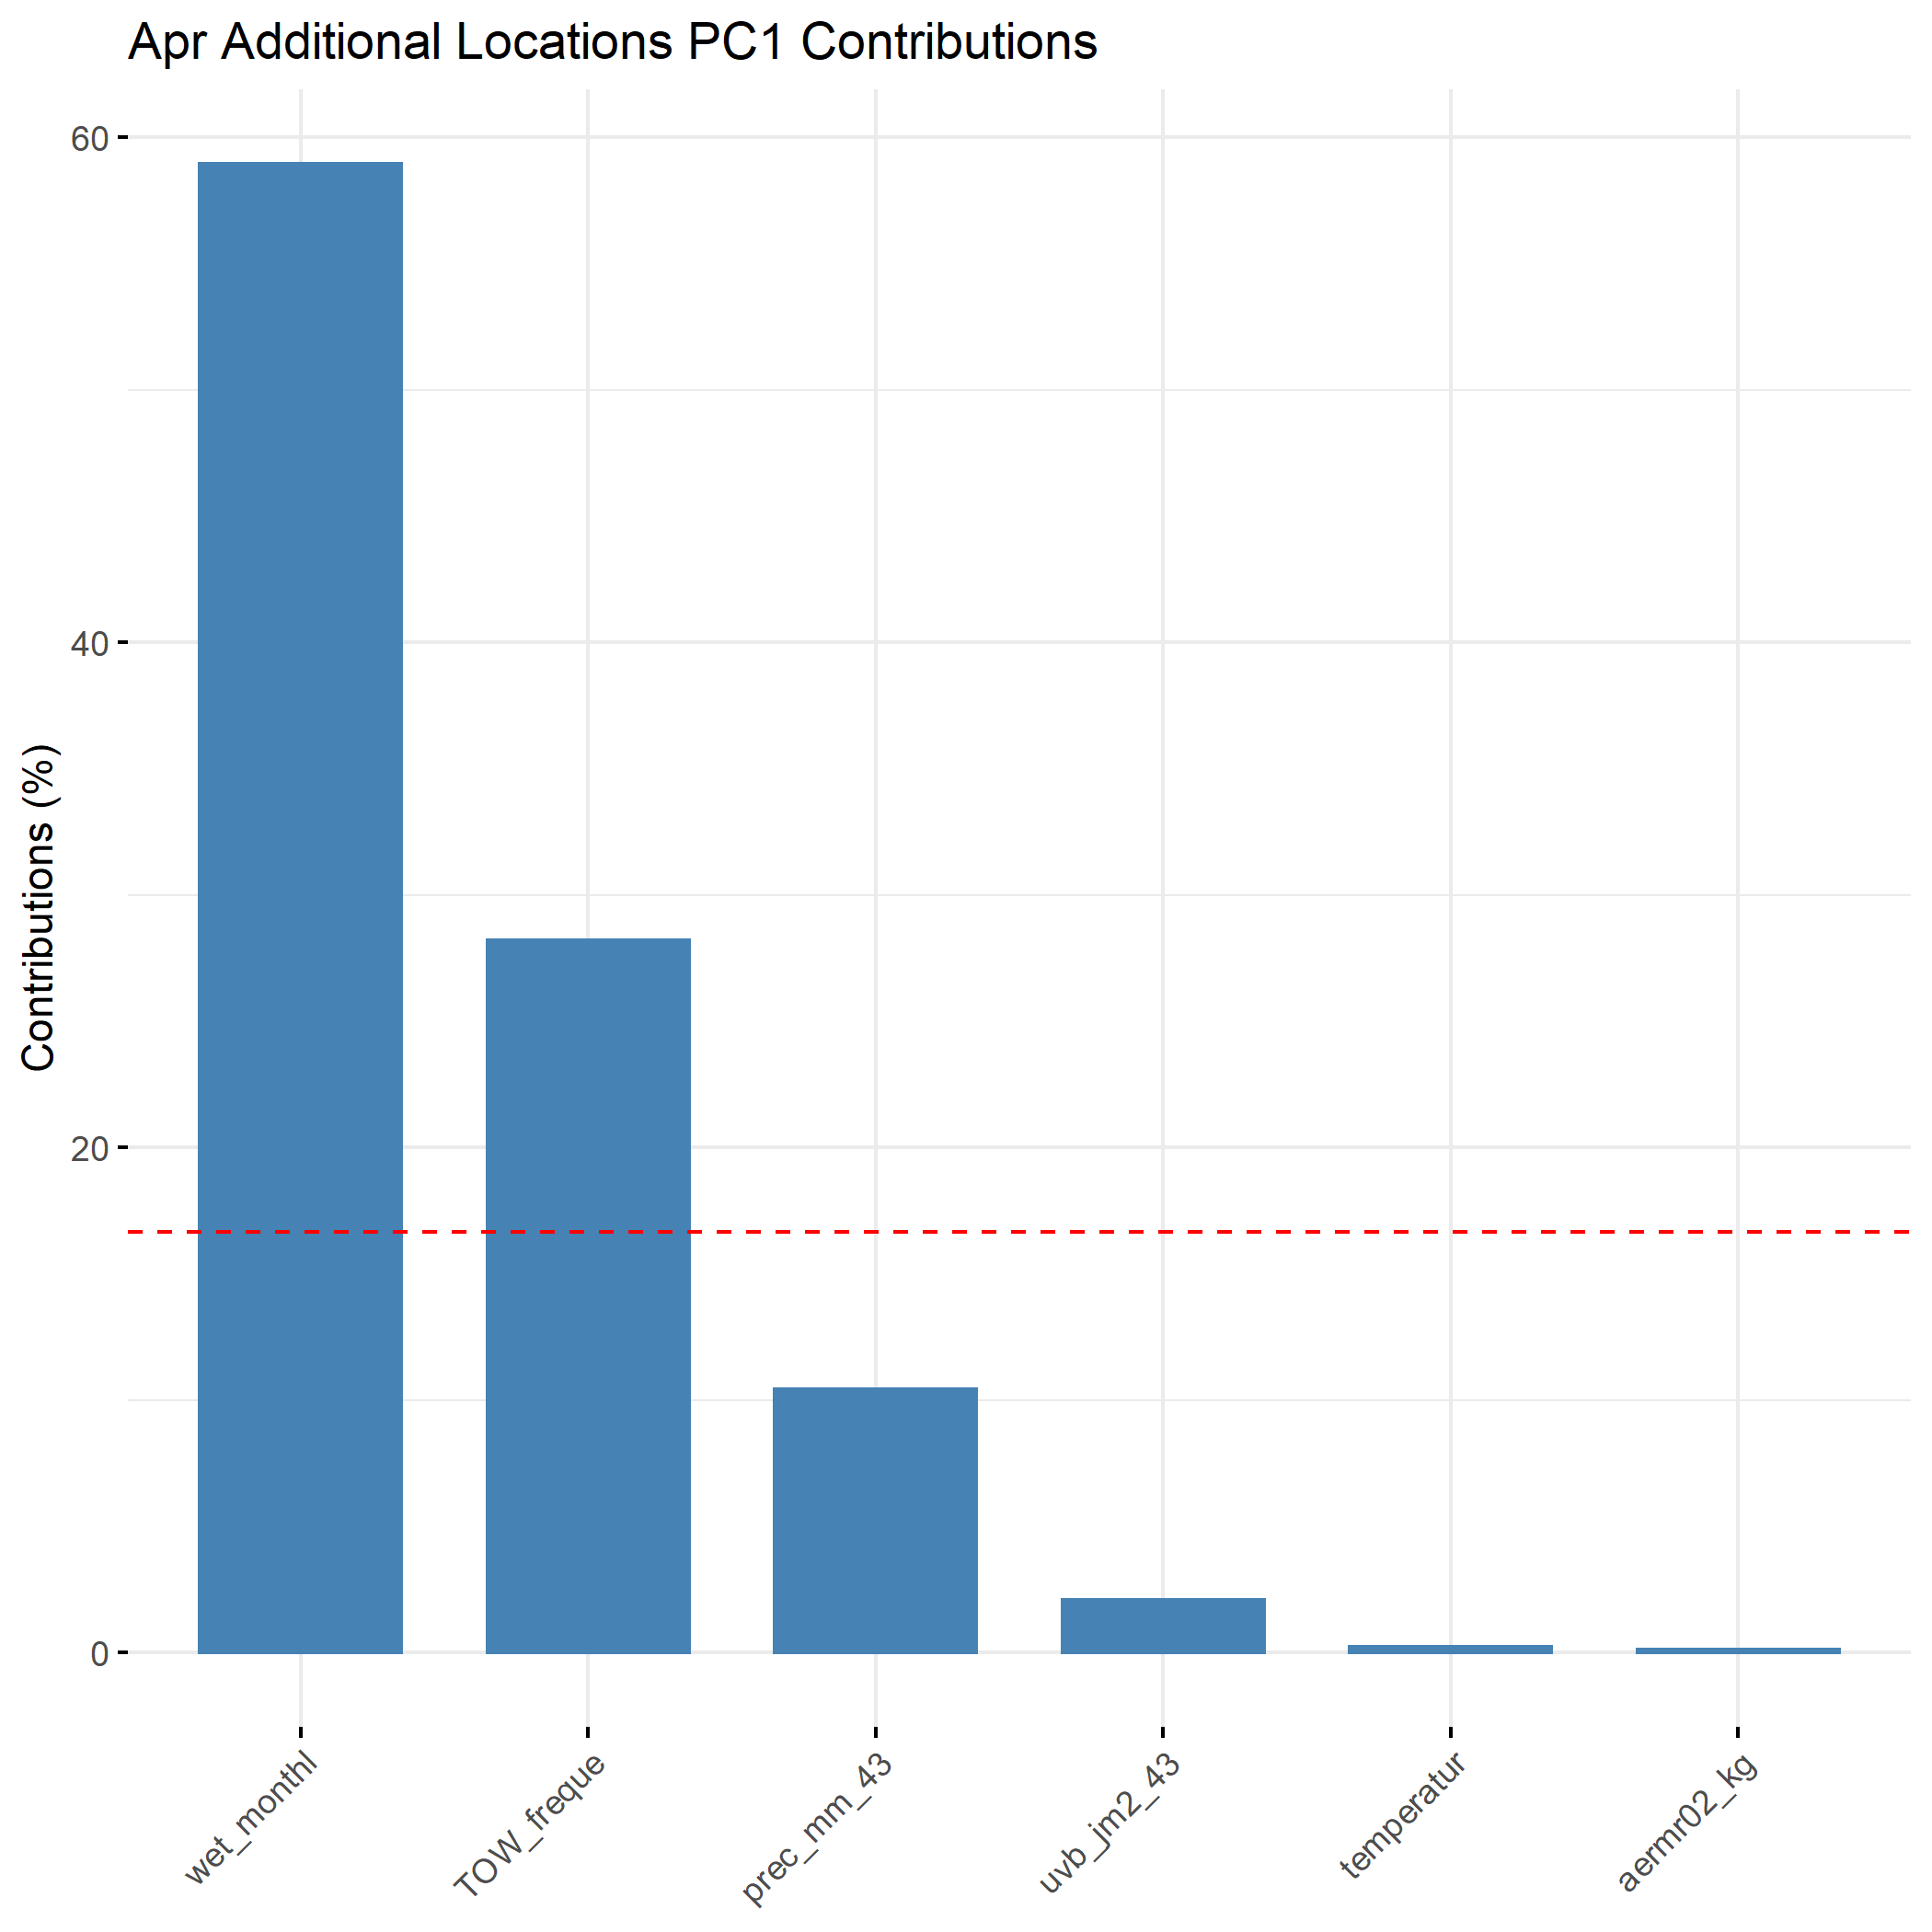 Apr Additional Locations PC1 Contributions
Contributions (%)
60
40
20
0
wet_monthl
TOW_freque
prec_mm_43
uvb_jm2_43
temperatur
aermr02_kg